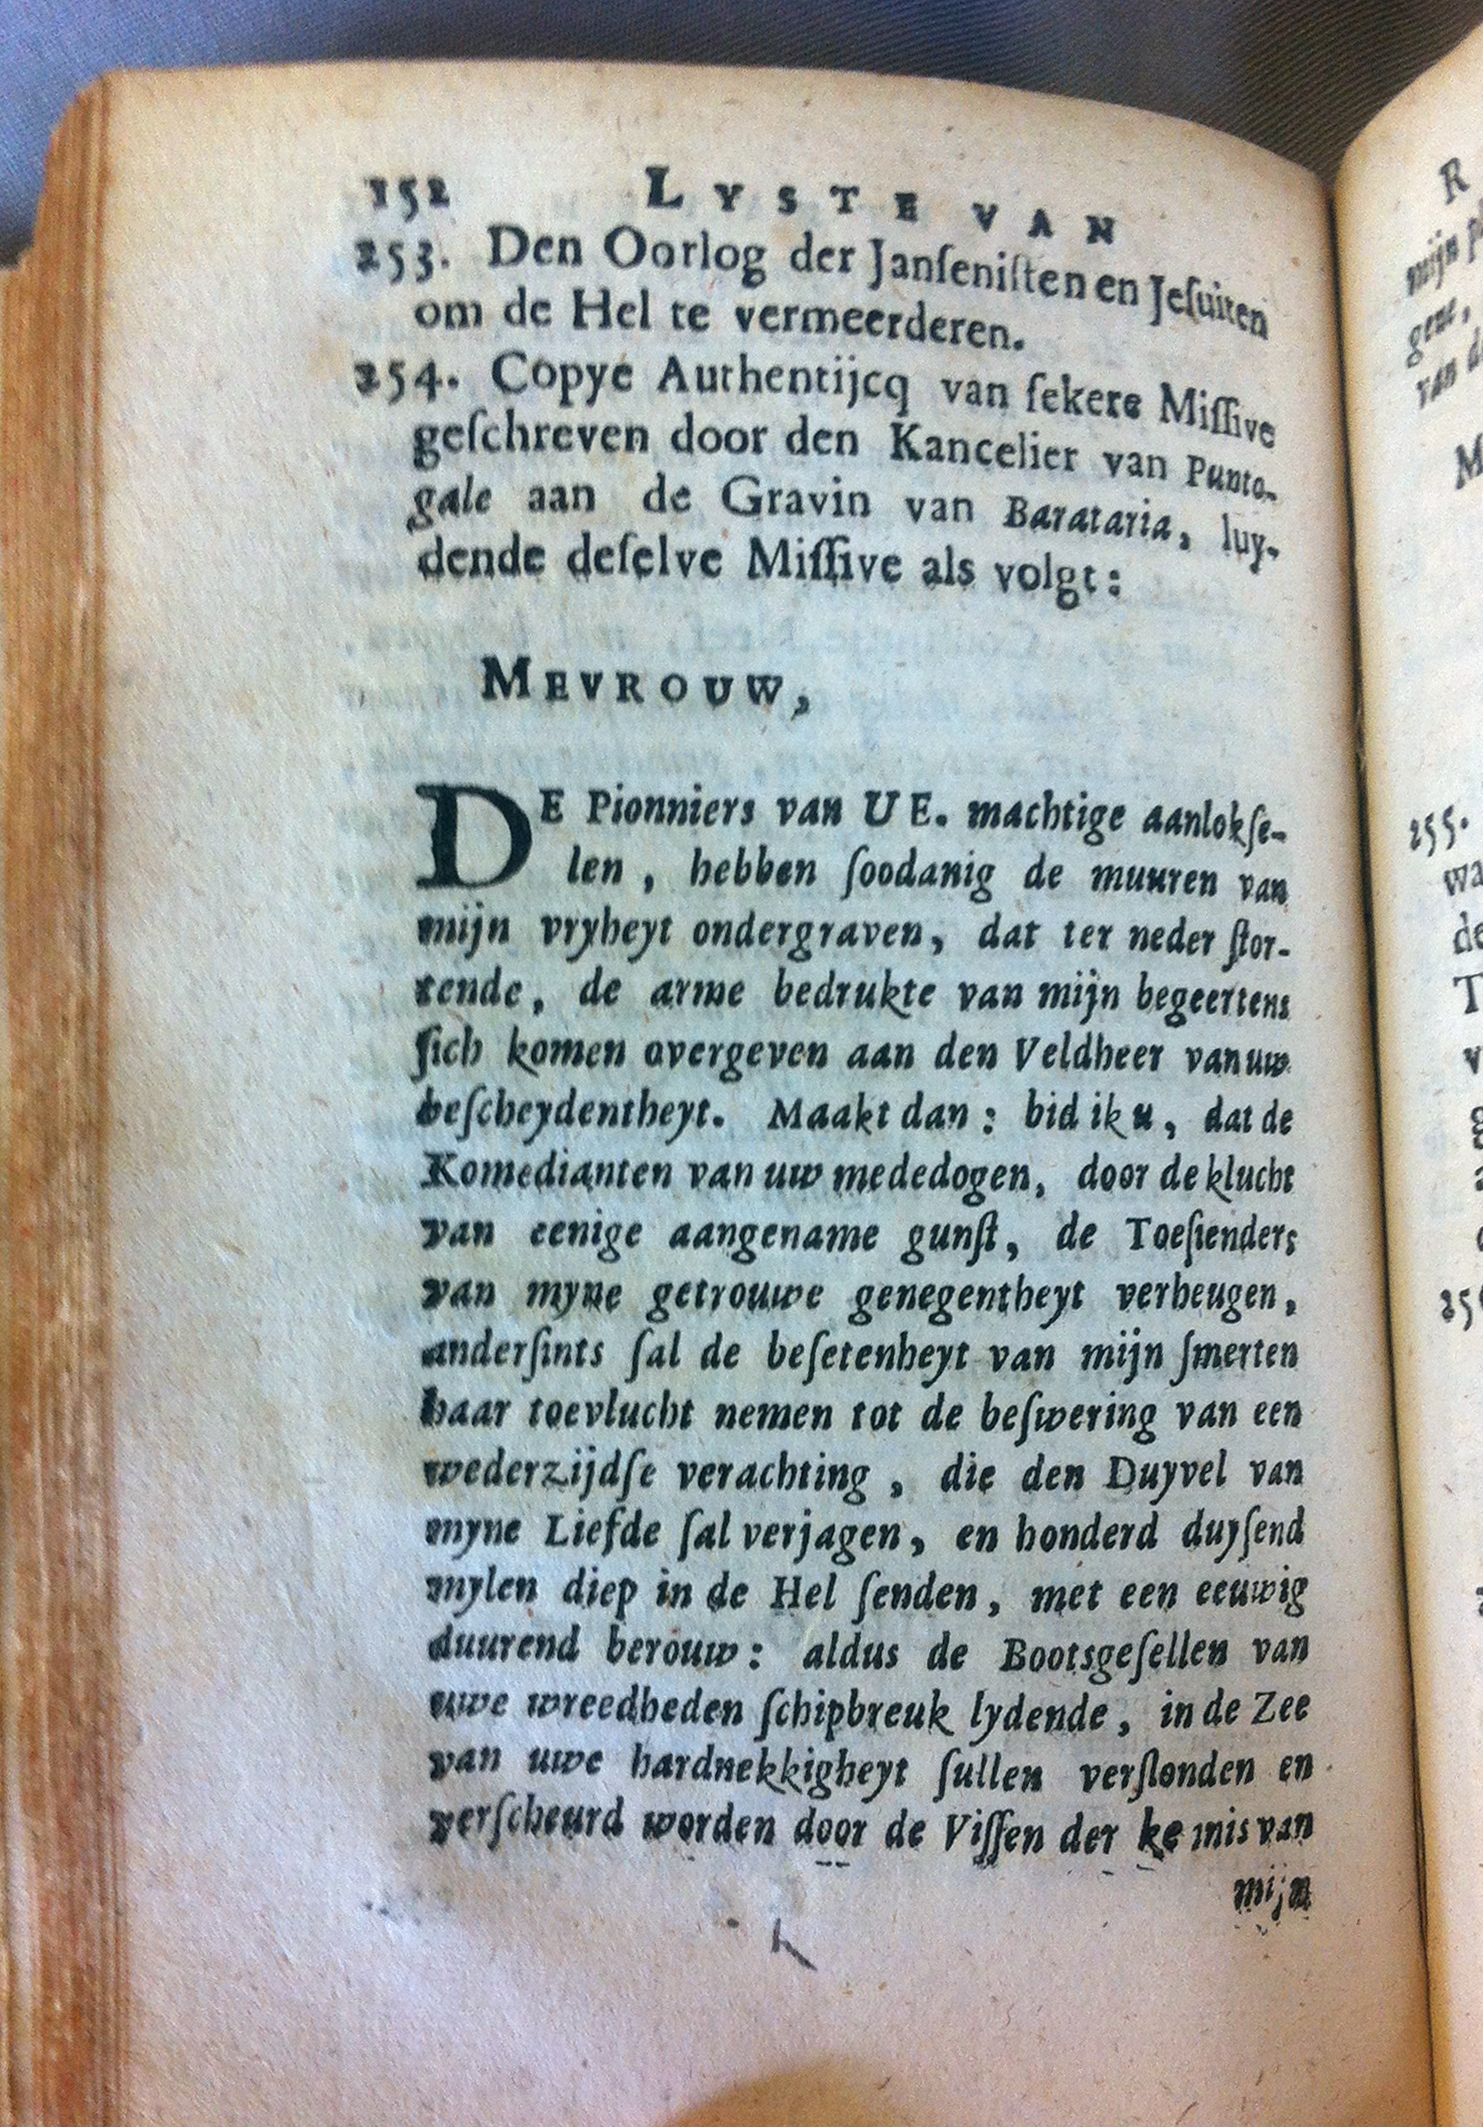 152 LYSTE VAN
253. Den Oorlog der Janſeniſten en Jeſuiten
om de Hel te vermeerderen.
254. Copye Authentijcq van ſekere Miſſive
geſchreven door den Kancelier van Punto-
gale aan de Gravin van Barataria, luy-
dende deſelve Miſſive als volgt:
MEVROUW,
DE Pionniers van UE. machtige aanlokſe-
len, hebben ſoodanig de muuren van
mijn vryheyt ondergraven, dat ter neder ſtor-
tende, de arme bedrukte van mijn begeertens
ſich komen overgeven aan den Veldheer van uw
beſcheydentheyt. Maakt dan: bid ik u, dat de
Komedianten van uw mededogen, door de klucht
van eenige aangename gunſt, de Toeſienders
van myne getrouwe genegentheyt verheugen,
anderſints ſal de beſetenheyt van mijn ſmerten
haar toevlucht nemen tot de beſwering van een
wederzijdſe verachting, die den Duyvel van
myne Liefde ſal verjagen, en honderd duyſend
mylen diep in de Hel ſenden, met een eeuwig
duurend berouw: aldus de Bootsgeſellen van
uwe wreedheden ſchipbreuk lydende, in de Zee
van uwe hardnekkigheyt ſullen verſlonden en
verſcheurd worden door de Viſſen der kemis van
mijn
R
mijn
gene,
van
M
255.